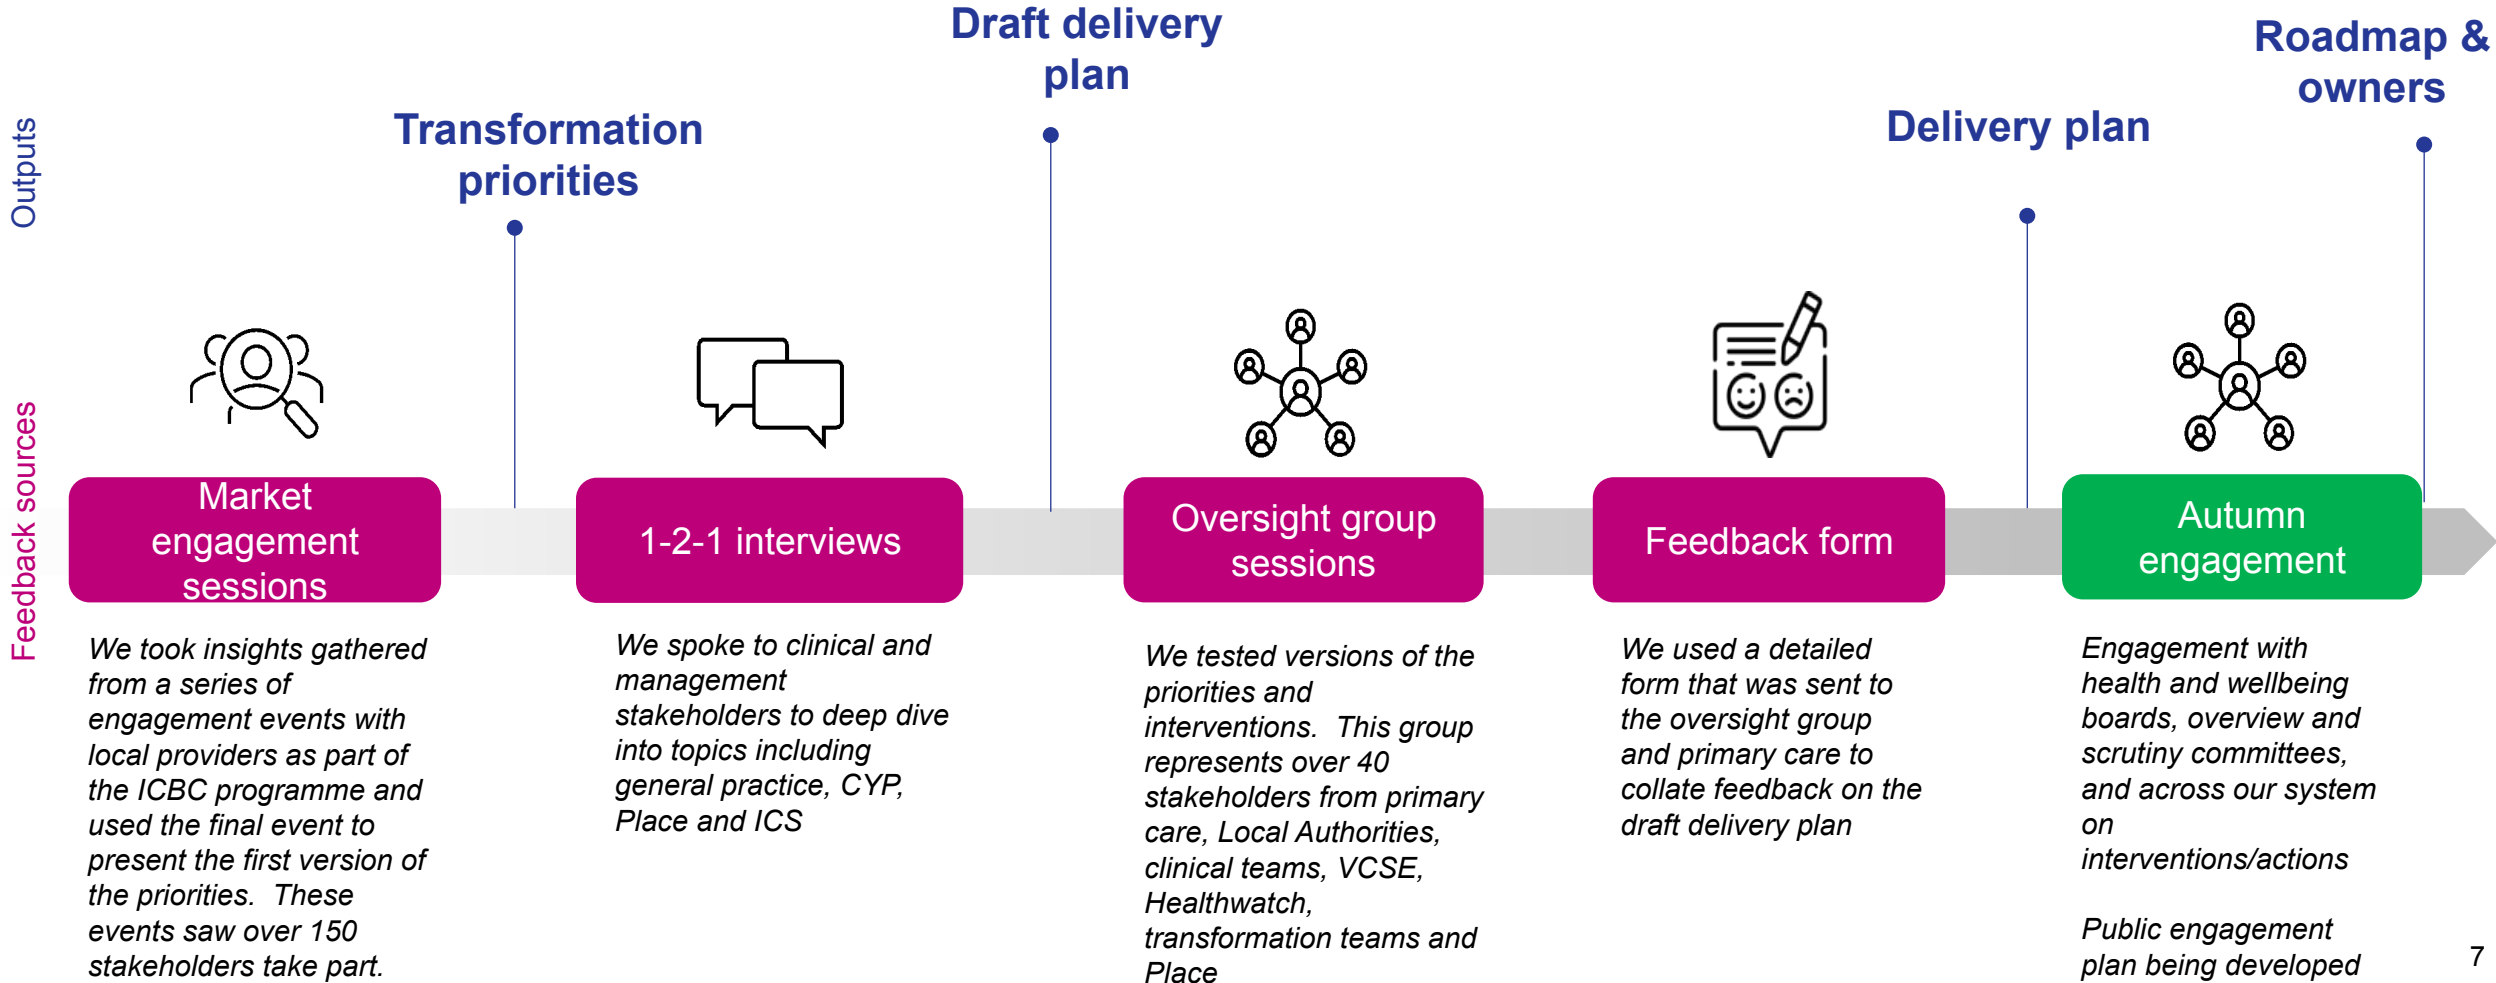 Outputs
Transformation
priorities
Draft delivery
plan
Delivery plan
Roadmap &
owners
Feedback sources
Market
engagement
sessions
We took insights gathered
from a series of
engagement events with
local providers as part of
the ICBC programme and
used the final event to
present the first version of
the priorities.  These
events saw over 150
stakeholders take part.
1-2-1 interviews
We spoke to clinical and
management
stakeholders to deep dive
into topics including
general practice, CYP,
Place and ICS
Oversight group
sessions
We tested versions of the
priorities and
interventions.  This group
represents over 40
stakeholders from primary
care, Local Authorities,
clinical teams, VCSE,
Healthwatch,
transformation teams and
Place
Feedback form
We used a detailed
form that was sent to
the oversight group
and primary care to
collate feedback on the
draft delivery plan
Autumn
engagement
Engagement with
health and wellbeing
boards, overview and
scrutiny committees,
and across our system
on
interventions/actions
Public engagement
plan being developed
7